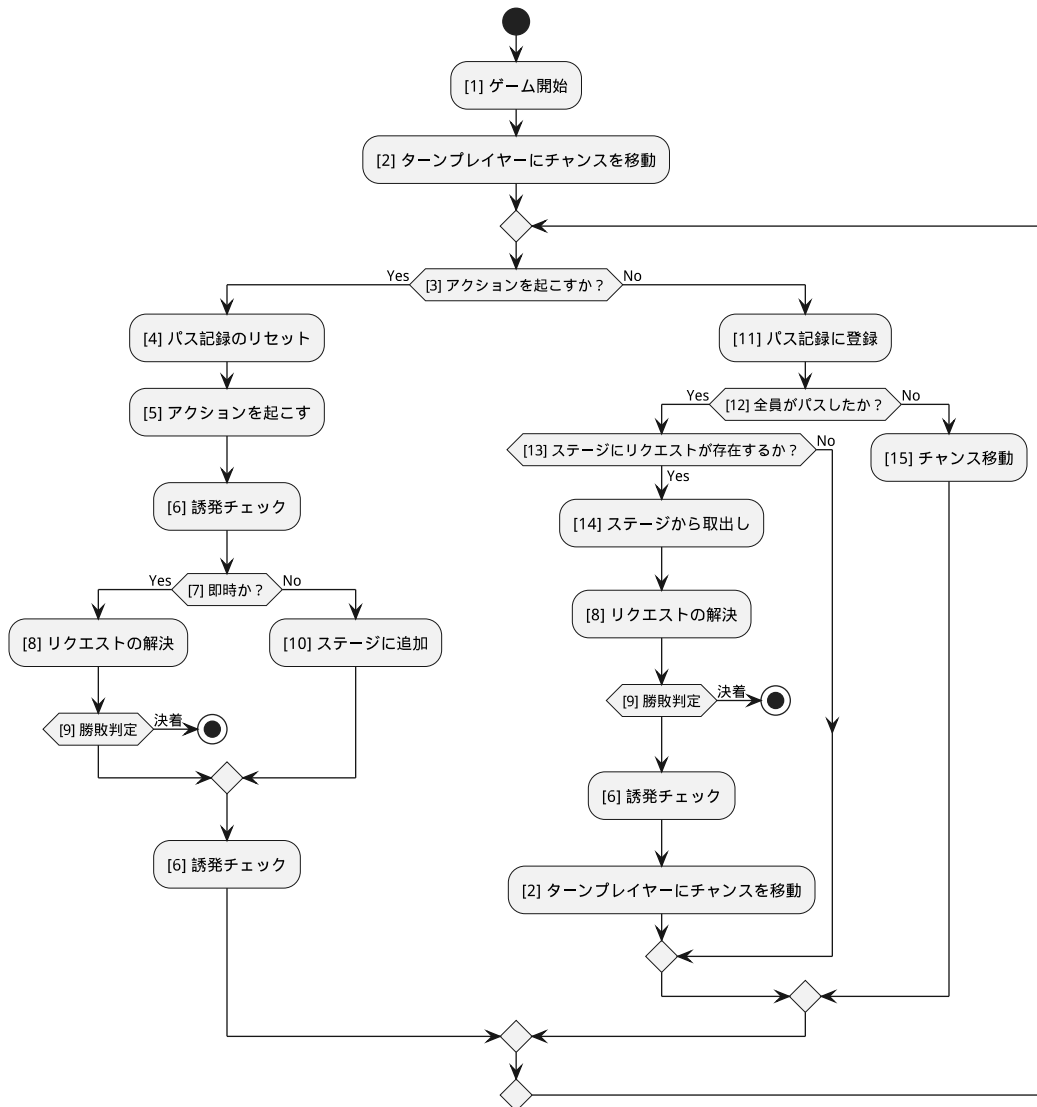 [1] ゲーム開始
[2] ターンプレイヤーにチャンスを移動
[3] アクションを起こすか？
Yes
No
[4] パス記録のリセット
[5] アクションを起こす
[6] 誘発チェック
[7] 即時か？
Yes
No
[8] リクエストの解決
[9] 勝敗判定
決着
[10] ステージに追加
[6] 誘発チェック
[11] パス記録に登録
[12] 全員がパスしたか？
Yes
No
[13] ステージにリクエストが存在するか？
Yes
No
[14] ステージから取出し
[8] リクエストの解決
[9] 勝敗判定
決着
[6] 誘発チェック
[2] ターンプレイヤーにチャンスを移動
[15] チャンス移動